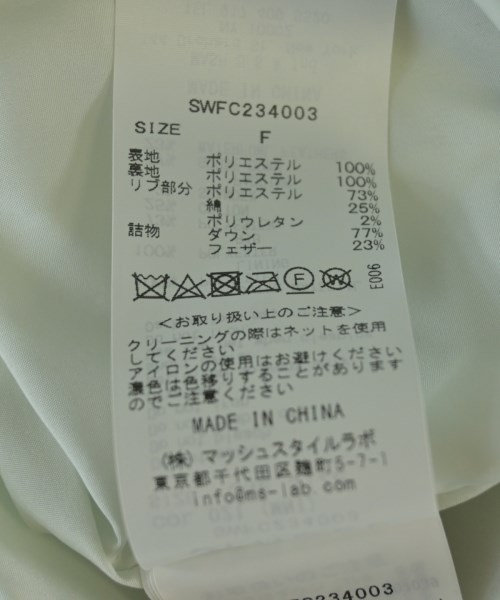 SWFC234003
SIZE F
表地 ポリエステル 100%
裏地 ポリエステル 100%
リブ部分 ポリエステル 73%
綿 25%
ポリウレタン 2%
詰物 ダウン 77%
フェザー 23%
F W E006
<お取り扱い上のご注意>
クリーニングの際はネットを使用
してください
アイロンの使用はお避けください
濃色は色移りすることがあります
のでご注意ください
MADE IN CHINA
(株)マッシュスタイルラボ
東京都千代田区麹町5-7-1
info@ms-lab.com
234003